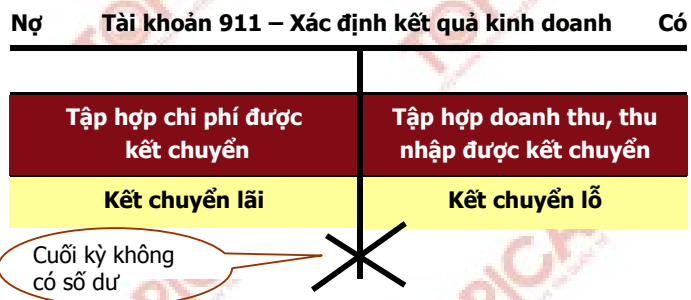 Nợ Tài khoản 911 – Xác định kết quả kinh doanh Có
Tập hợp chi phí được
kết chuyển
Tập hợp doanh thu, thu
nhập được kết chuyển
Kết chuyển lãi
Kết chuyển lỗ
Cuối kỳ không
có số dư